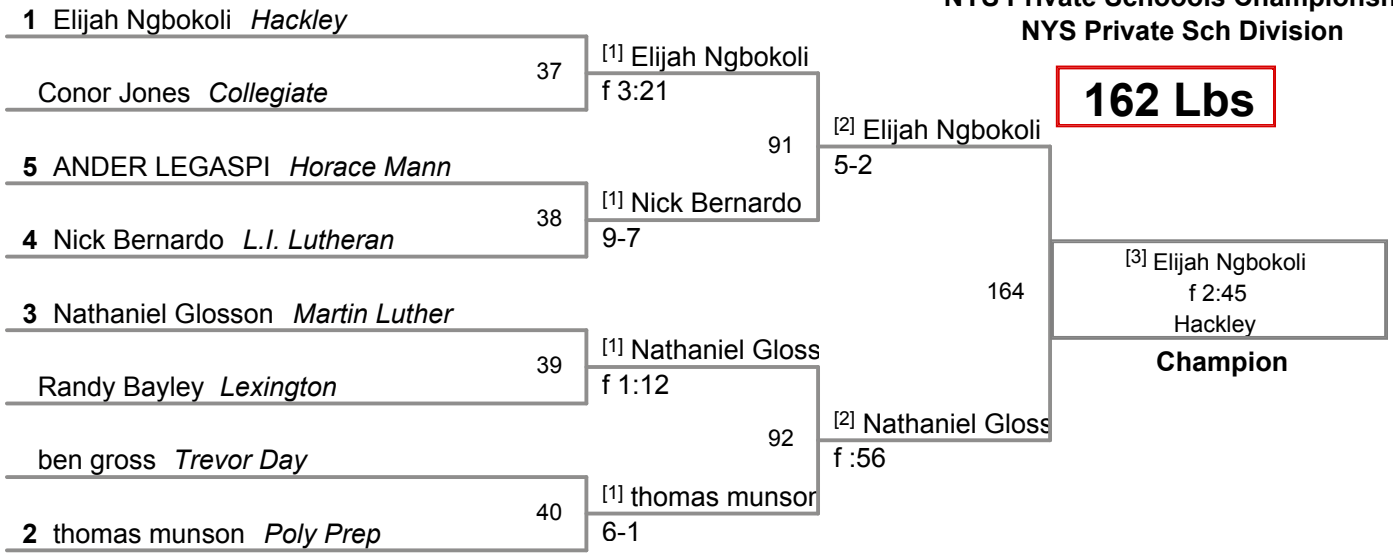 NYS Private Schoools Championsh
NYS Private Sch Division
162 Lbs
1 Elijah Ngbokoli Hackley
Conor Jones Collegiate
5 ANDER LEGASPI Horace Mann
4 Nick Bernardo L.I. Lutheran
3 Nathaniel Glosson Martin Luther
Randy Bayley Lexington
ben gross Trevor Day
2 thomas munson Poly Prep
37
38
39
40
[1] Elijah Ngbokoli
f 3:21
[1] Nick Bernardo
9-7
[1] Nathaniel Gloss
f 1:12
[1] thomas munson
6-1
91
92
[2] Elijah Ngbokoli
5-2
[2] Nathaniel Gloss
f :56
164
[3] Elijah Ngbokoli
f 2:45
Hackley
Champion